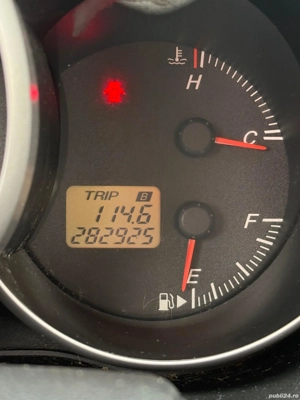 H
C
TRIP B
114.6
282925
F
E
publi24.ro